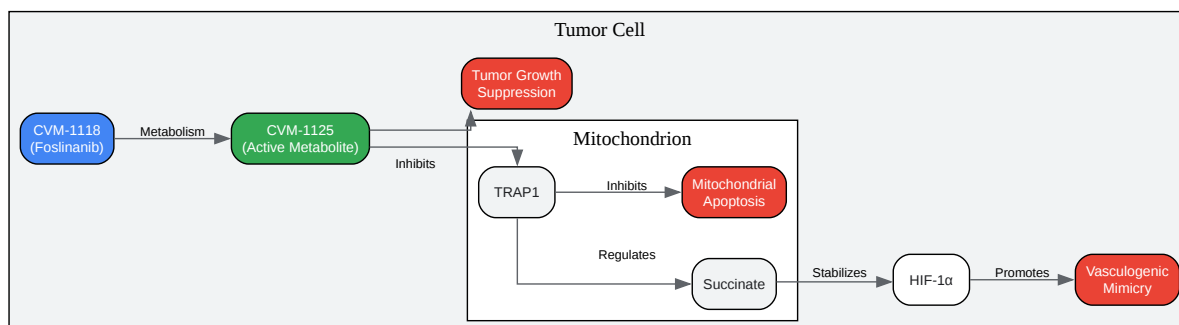 Tumor Cell
Tumor Growth
Suppression
CVM-1118
(Foslinanib)
Metabolism
CVM-1125
(Active Metabolite)
Inhibits
Mitochondrion
TRAP1
Inhibits
Mitochondrial
Apoptosis
Regulates
Succinate
Stabilizes
HIF-1α
Promotes
Vasculogenic
Mimicry